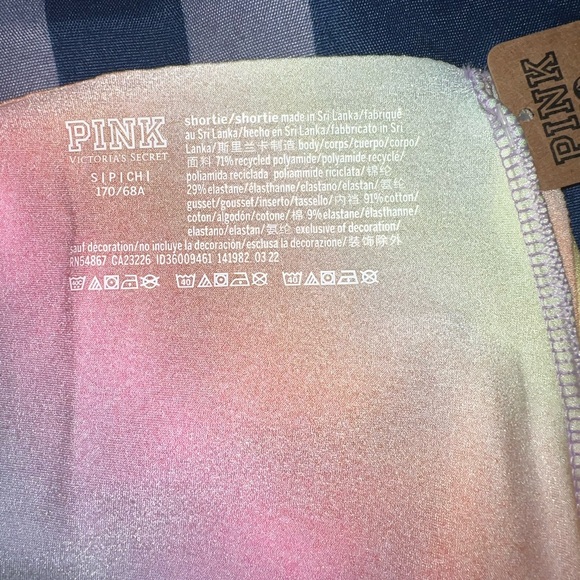 PINK
VICTORIA'S SECRET
S | P | CH |
170/68A
shortie/shortie made in Sri Lanka/fabriqué
au Sri Lanka/hecho en Sri Lanka/fabbricato in Sri
Lanka/斯里兰卡制造 body/corps/cuerpo/corpo/
面料 71% recycled polyamide/polyamide recycle/
poliamida reciclada poliammide riciclata/锦纶
29% elastane/élasthanne/elastano/elastan/氨纶
gusset/gousset/inserto/tassello/内裆 91% cotton/
coton/algodón/cotone/棉 9% elastane/élasthanne/
elastano/elastan/氨纶 exclusive of decoration/
sauf décoration/no incluye la decoración/esclusa la decorazione/装饰除外
RN54867 CA23226 ID36009461 141982 03 22
40 40
PINK